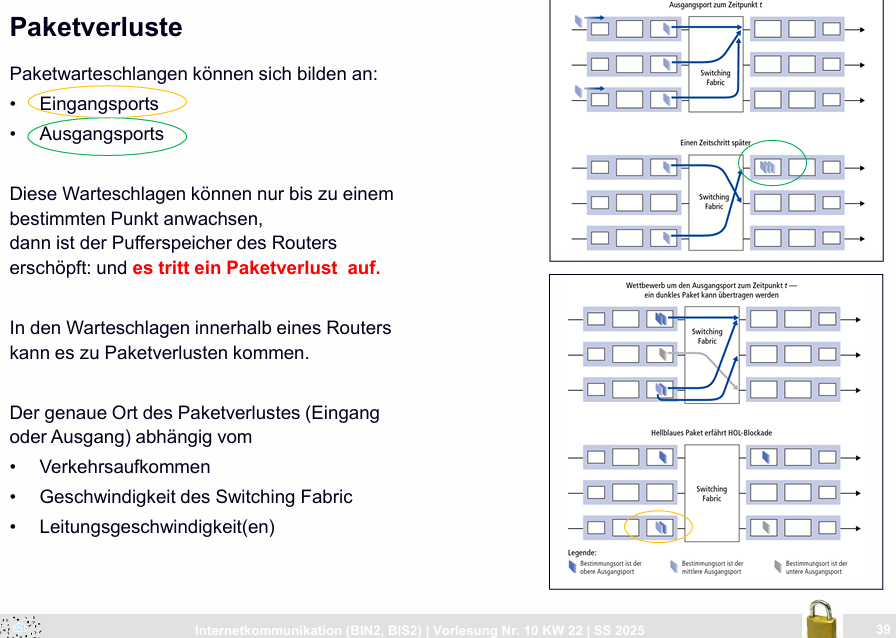 Paketverluste
Paketwarteschlangen können sich bilden an:
• Eingangsports
• Ausgangsports
Diese Warteschlagen können nur bis zu einem
bestimmten Punkt anwachsen,
dann ist der Pufferspeicher des Routers
erschöpft: und es tritt ein Paketverlust auf.
In den Warteschlagen innerhalb eines Routers
kann es zu Paketverlusten kommen.
Der genaue Ort des Paketverlustes (Eingang
oder Ausgang) abhängig vom
• Verkehrsaufkommen
• Geschwindigkeit des Switching Fabric
• Leitungsgeschwindigkeit(en)
Ausgangsport zum Zeitpunkt t
Switching
Fabric
Einen Zeitschritt später
Switching
Fabric
Wettbewerb um den Ausgangsport zum Zeitpunkt t —
ein dunkles Paket kann übertragen werden
Switching
Fabric
Hellblaues Paket erfährt HOL-Blockade
Switching
Fabric
Legende:
Bestimmungsort ist der
obere Ausgangsport
Bestimmungsort ist der
mittlere Ausgangsport
Bestimmungsort ist der
untere Ausgangsport
Internetkommunikation (BIN2, BIS2) | Vorlesung Nr. 10 KW 22 | SS 2025
39